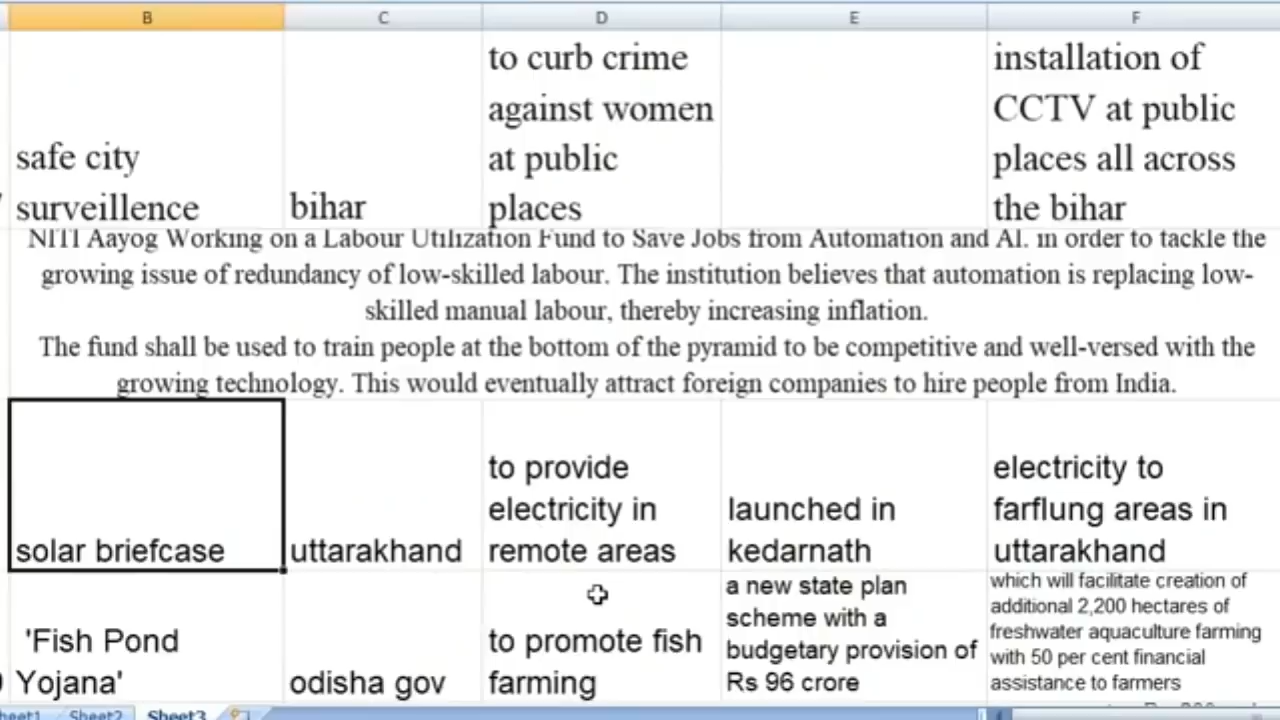 B C D E F
to curb crime
against women
at public
places
installation of
CCTV at public
places all across
the bihar
safe city
surveillence
bihar
NITI Aayog Working on a Labour Utilization Fund to Save Jobs from Automation and AI. in order to tackle the
growing issue of redundancy of low-skilled labour. The institution believes that automation is replacing low-
skilled manual labour, thereby increasing inflation.
The fund shall be used to train people at the bottom of the pyramid to be competitive and well-versed with the
growing technology. This would eventually attract foreign companies to hire people from India.
solar briefcase
uttarakhand
to provide
electricity in
remote areas
launched in
kedarnath
electricity to
farflung areas in
uttarakhand
'Fish Pond
Yojana'
odisha gov
to promote fish
farming
a new state plan
scheme with a
budgetary provision of
Rs 96 crore
which will facilitate creation of
additional 2,200 hectares of
freshwater aquaculture farming
with 50 per cent financial
assistance to farmers
Sheet2 Sheet3